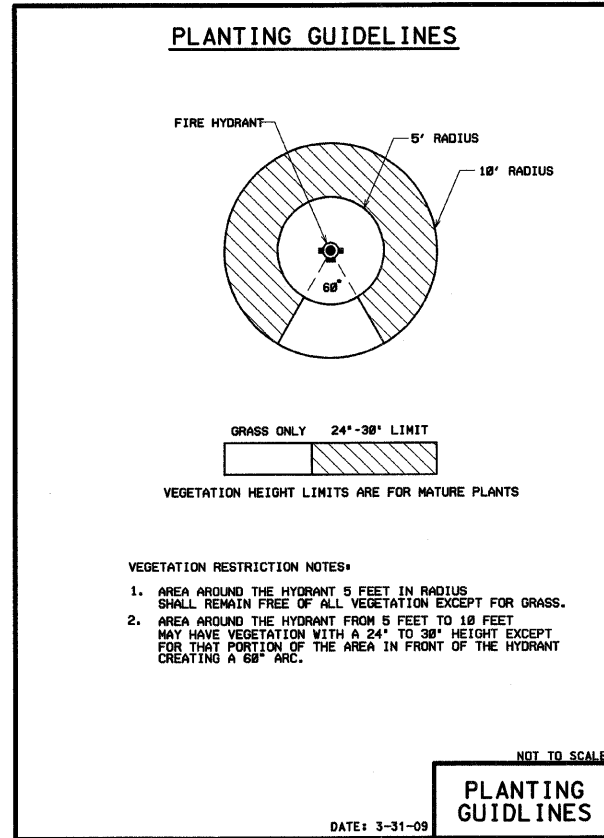 PLANTING GUIDELINES
FIRE HYDRANT
5' RADIUS
10' RADIUS
60°
GRASS ONLY 24"-30" LIMIT
VEGETATION HEIGHT LIMITS ARE FOR MATURE PLANTS
VEGETATION RESTRICTION NOTES:
1. AREA AROUND THE HYDRANT 5 FEET IN RADIUS
SHALL REMAIN FREE OF ALL VEGETATION EXCEPT FOR GRASS.
2. AREA AROUND THE HYDRANT FROM 5 FEET TO 10 FEET
MAY HAVE VEGETATION WITH A 24" TO 30" HEIGHT EXCEPT
FOR THAT PORTION OF THE AREA IN FRONT OF THE HYDRANT
CREATING A 60° ARC.
NOT TO SCALE
PLANTING
GUIDLINES
DATE: 3-31-09